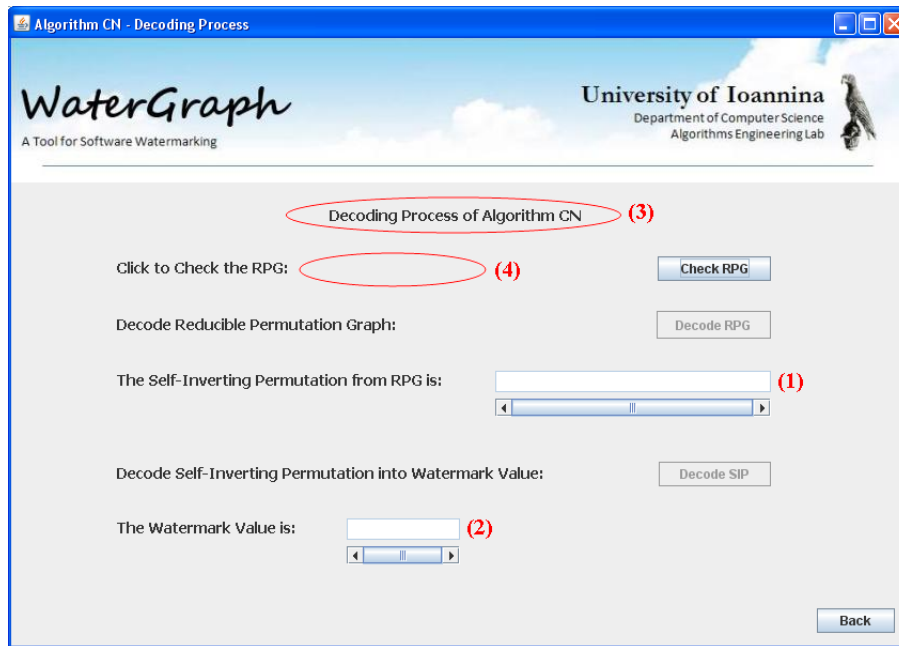 Algorithm CN - Decoding Process
WaterGraph
A Tool for Software Watermarking
University of Ioannina
Department of Computer Science
Algorithms Engineering Lab
Decoding Process of Algorithm CN (3)
Click to Check the RPG: (4) Check RPG
Decode Reducible Permutation Graph: Decode RPG
The Self-Inverting Permutation from RPG is: (1)
Decode Self-Inverting Permutation into Watermark Value: Decode SIP
The Watermark Value is: (2)
Back